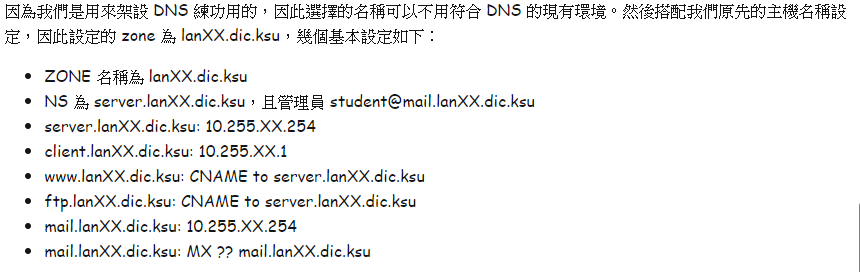 因為我們是用來架設 DNS 練功用的，因此選擇的名稱可以不用符合 DNS 的現有環境。然後搭配我們原先的主機名稱設
定，因此設定的 zone 為 lanXX.dic.ksu，幾個基本設定如下：
• ZONE 名稱為 lanXX.dic.ksu
• NS 為 server.lanXX.dic.ksu，且管理員 student@mail.lanXX.dic.ksu
• server.lanXX.dic.ksu: 10.255.XX.254
• client.lanXX.dic.ksu: 10.255.XX.1
• www.lanXX.dic.ksu: CNAME to server.lanXX.dic.ksu
• ftp.lanXX.dic.ksu: CNAME to server.lanXX.dic.ksu
• mail.lanXX.dic.ksu: 10.255.XX.254
• mail.lanXX.dic.ksu: MX ?? mail.lanXX.dic.ksu